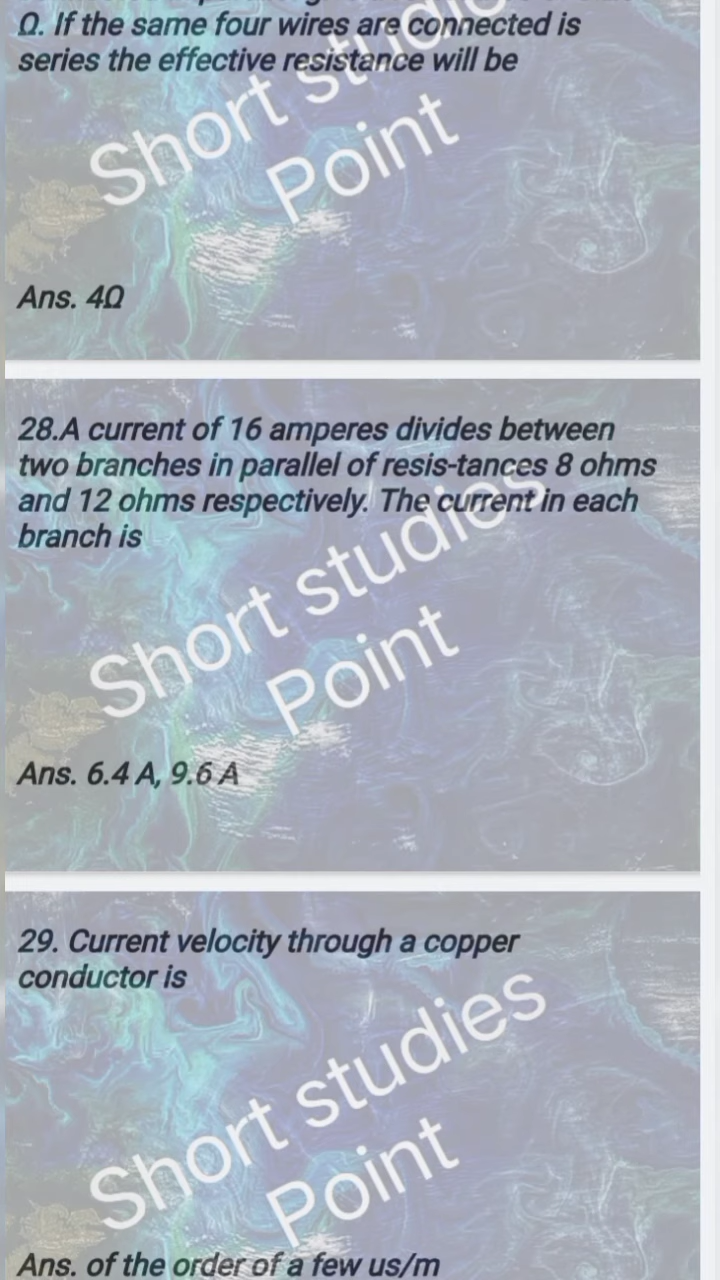 Ω. If the same four wires are connected is
series the effective resistance will be
Short studies
Point
Ans. 4Ω
28.A current of 16 amperes divides between
two branches in parallel of resis-tances 8 ohms
and 12 ohms respectively. The current in each
branch is
Short studies
Point
Ans. 6.4 A, 9.6 A
29. Current velocity through a copper
conductor is
Short studies
Point
Ans. of the order of a few us/m